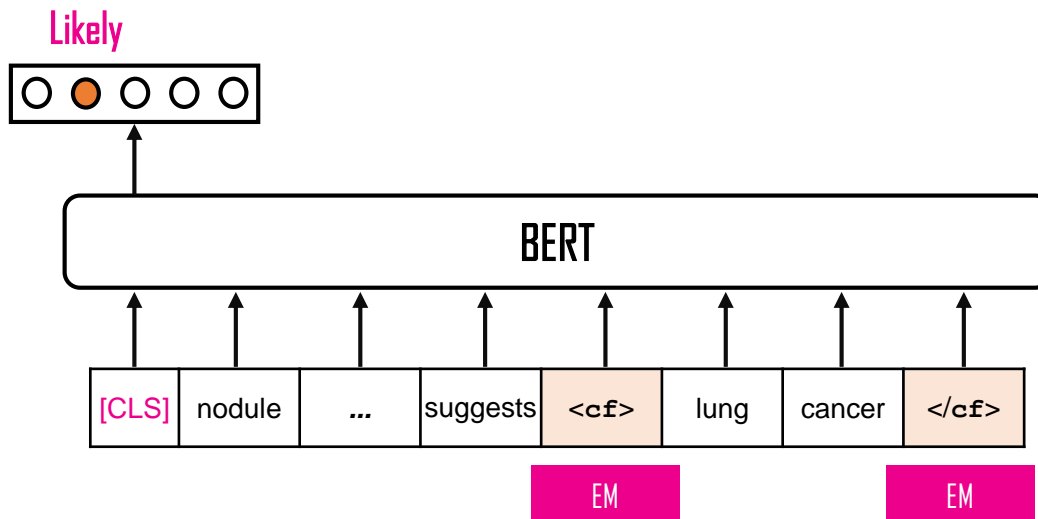 Likely
BERT
[CLS] nodule ... suggests <cf> lung cancer </cf>
EM EM